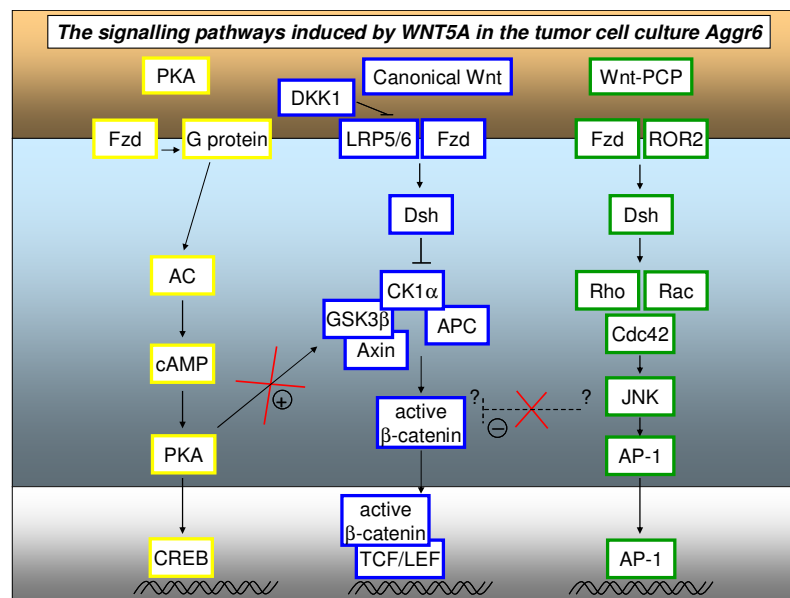 The signalling pathways induced by WNT5A in the tumor cell culture Aggr6
PKA
Canonical Wnt
Wnt-PCP
DKK1
Fzd
G protein
LRP5/6
Fzd
Fzd
ROR2
Dsh
Dsh
AC
CK1α
Rho
Rac
GSK3β
APC
Cdc42
Axin
cAMP
+
?
?
JNK
active
β-catenin
−
PKA
AP-1
active
β-catenin
CREB
TCF/LEF
AP-1